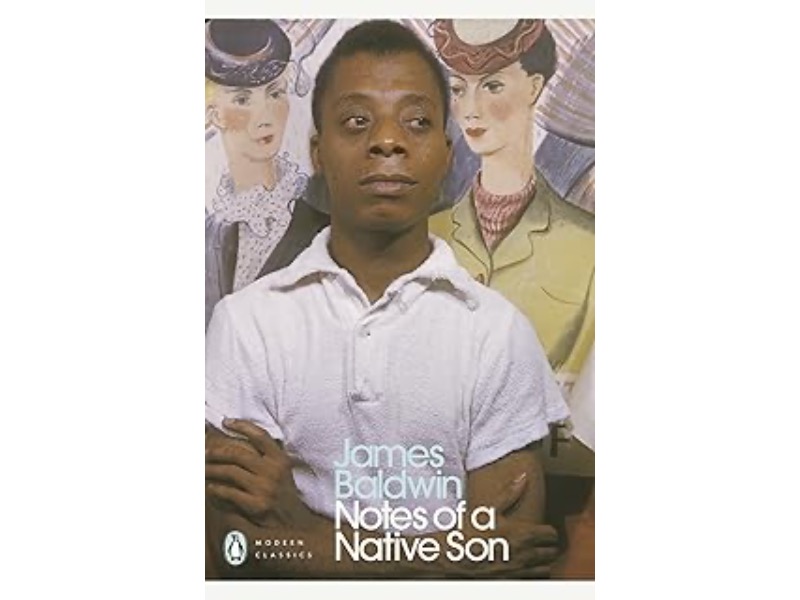 James
Baldwin
Notes of a
Native Son
MODERN
CLASSICS
F